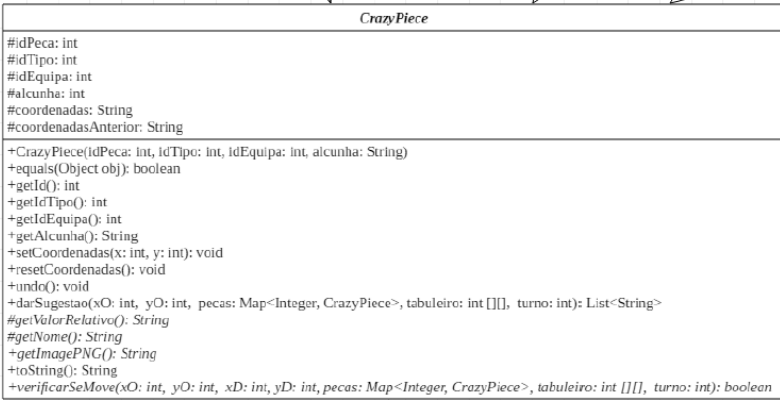 CrazyPiece
#idPeca: int
#idTipo: int
#idEquipa: int
#alcunha: int
#coordenadas: String
#coordenadasAnterior: String
+CrazyPiece(idPeca: int, idTipo: int, idEquipa: int, alcunha: String)
+equals(Object obj): boolean
+getId(): int
+getIdTipo(): int
+getIdEquipa(): int
+getAlcunha(): String
+setCoordenadas(x: int, y: int): void
+resetCoordenadas(): void
+undo(): void
+darSugestao(xO: int, yO: int, pecas: Map<Integer, CrazyPiece>, tabuleiro: int [][], turno: int): List<String>
#getValorRelativo(): String
#getNome(): String
+getImagePNG(): String
+toString(): String
+verificarSeMove(xO: int, yO: int, xD: int, yD: int, pecas: Map<Integer, CrazyPiece>, tabuleiro: int [][], turno: int): boolean